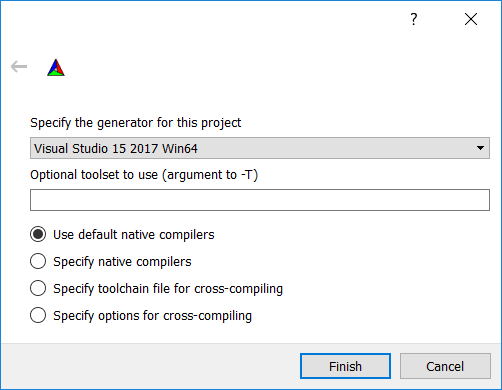 ?
Specify the generator for this project
Visual Studio 15 2017 Win64
Optional toolset to use (argument to -T)
Use default native compilers
Specify native compilers
Specify toolchain file for cross-compiling
Specify options for cross-compiling
Finish
Cancel